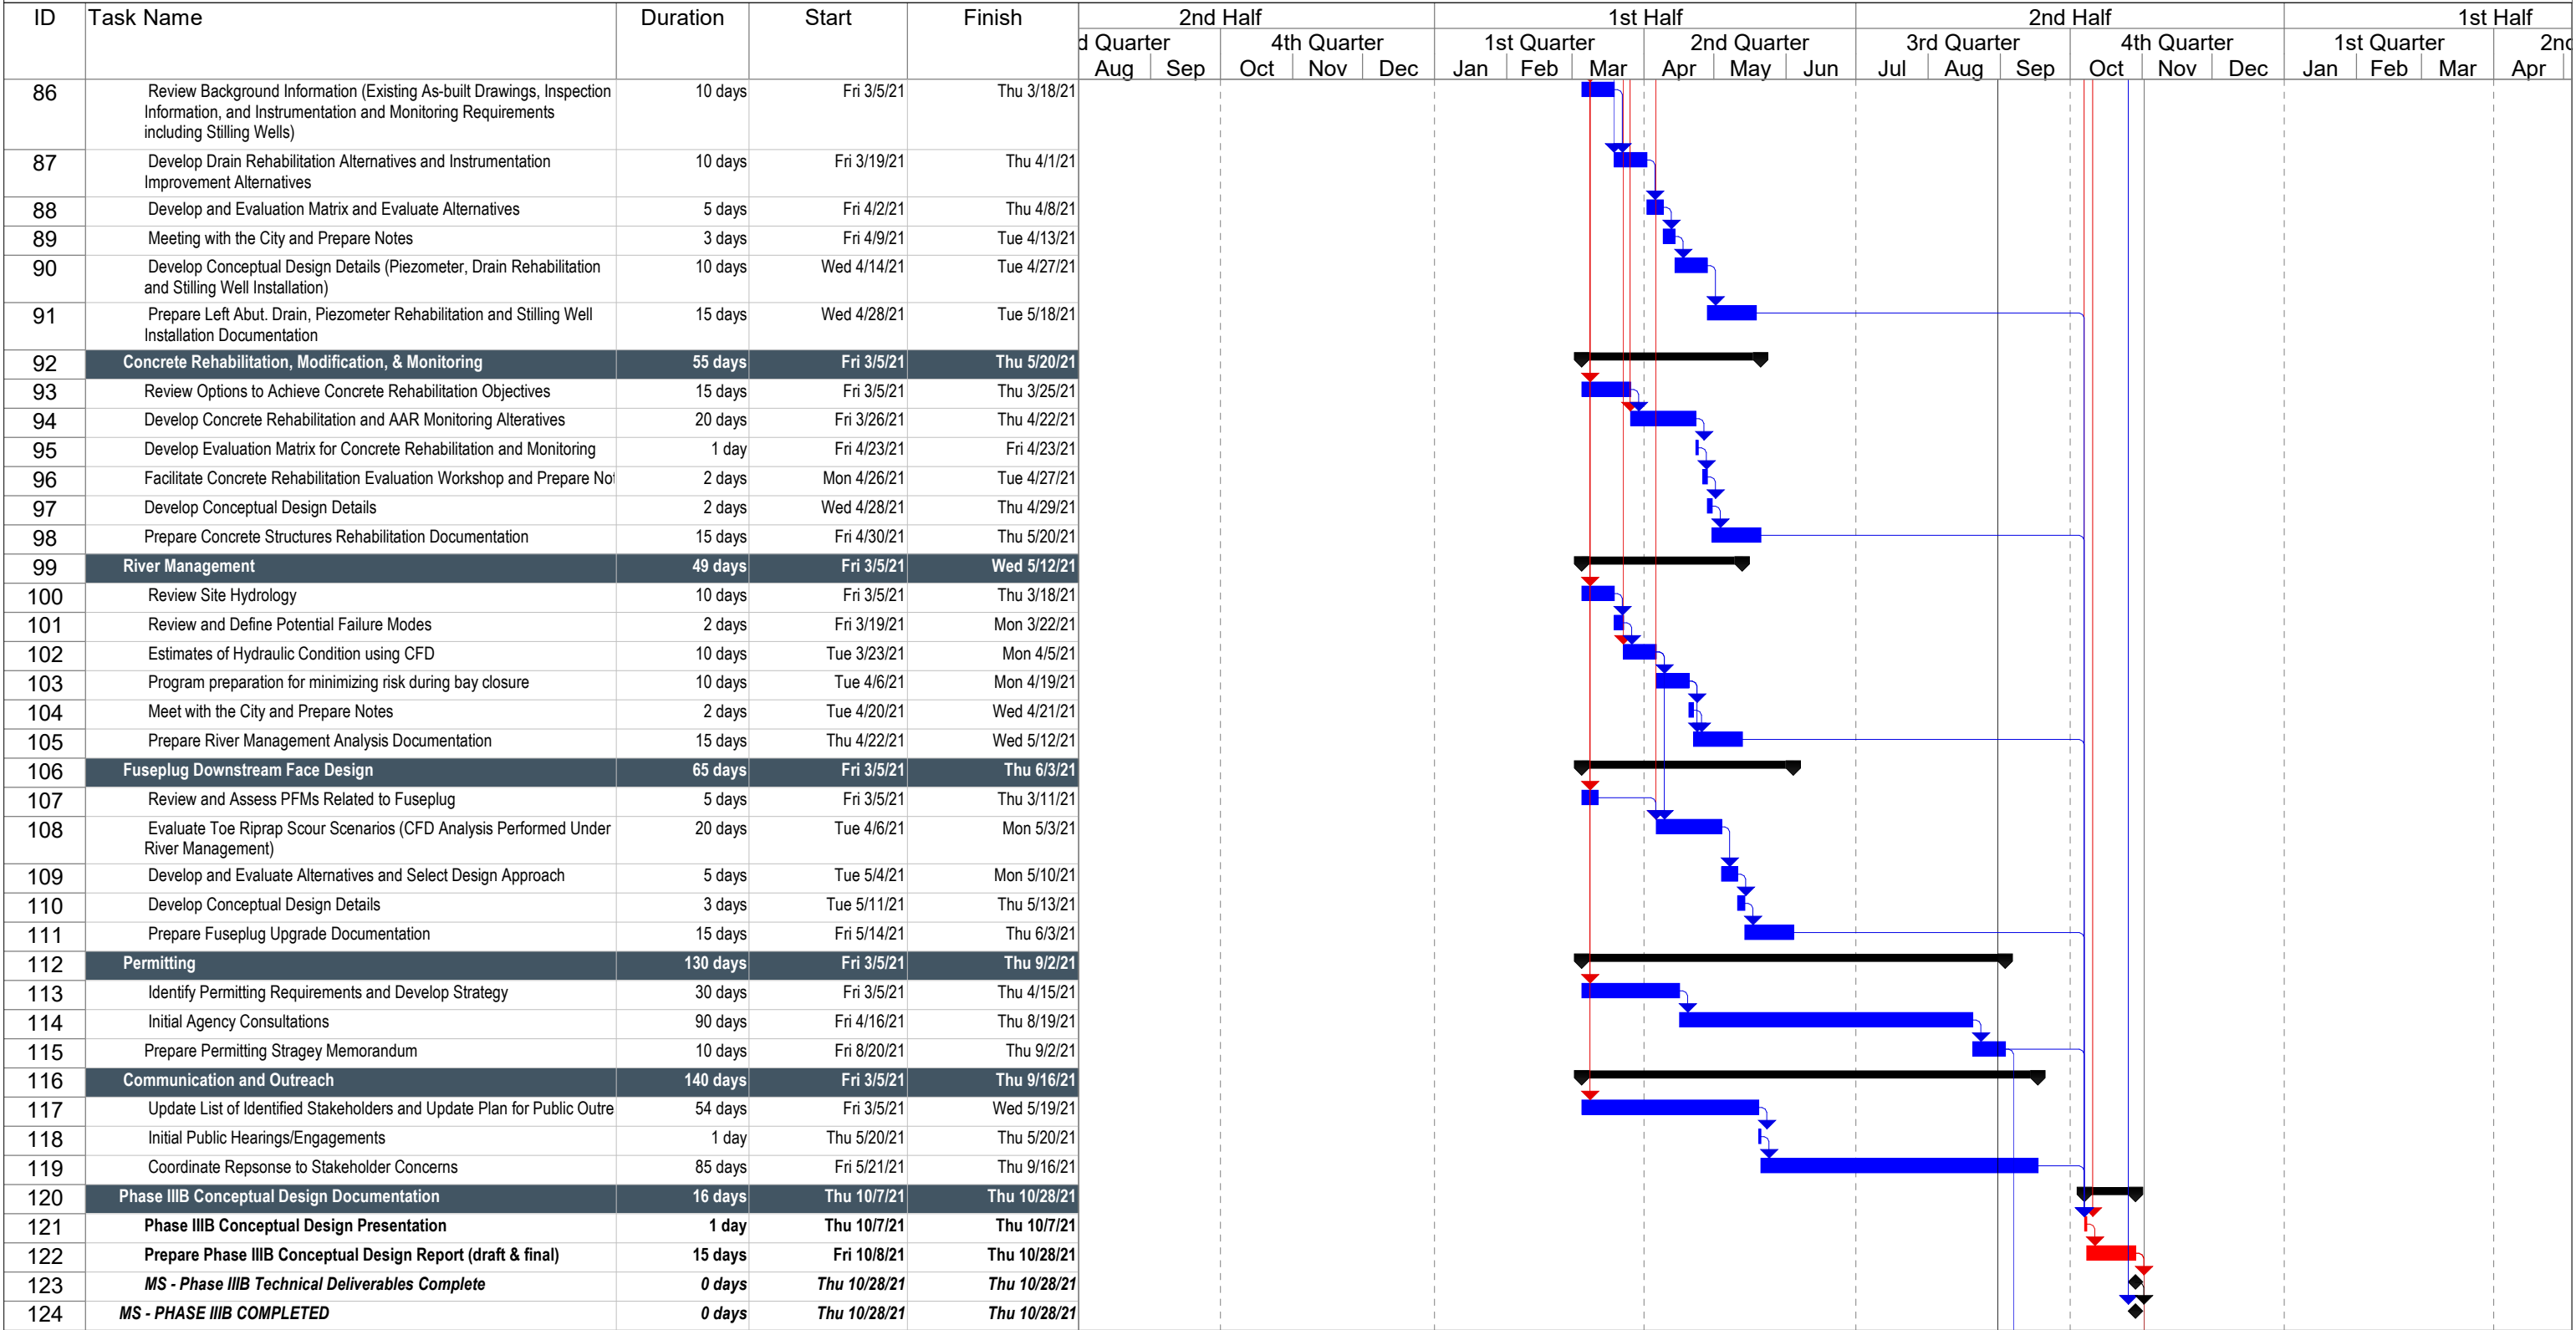 ID Task Name Duration Start Finish 2nd Half 1st Half 2nd Half 1st Half
d Quarter 4th Quarter 1st Quarter 2nd Quarter 3rd Quarter 4th Quarter 1st Quarter 2nd
Aug Sep Oct Nov Dec Jan Feb Mar Apr May Jun Jul Aug Sep Oct Nov Dec Jan Feb Mar Apr
86 Review Background Information (Existing As-built Drawings, Inspection 10 days Fri 3/5/21 Thu 3/18/21
Information, and Instrumentation and Monitoring Requirements
including Stilling Wells)
87 Develop Drain Rehabilitation Alternatives and Instrumentation 10 days Fri 3/19/21 Thu 4/1/21
Improvement Alternatives
88 Develop and Evaluation Matrix and Evaluate Alternatives 5 days Fri 4/2/21 Thu 4/8/21
89 Meeting with the City and Prepare Notes 3 days Fri 4/9/21 Tue 4/13/21
90 Develop Conceptual Design Details (Piezometer, Drain Rehabilitation 10 days Wed 4/14/21 Tue 4/27/21
and Stilling Well Installation)
91 Prepare Left Abut. Drain, Piezometer Rehabilitation and Stilling Well 15 days Wed 4/28/21 Tue 5/18/21
Installation Documentation
92 Concrete Rehabilitation, Modification, & Monitoring 55 days Fri 3/5/21 Thu 5/20/21
93 Review Options to Achieve Concrete Rehabilitation Objectives 15 days Fri 3/5/21 Thu 3/25/21
94 Develop Concrete Rehabilitation and AAR Monitoring Alteratives 20 days Fri 3/26/21 Thu 4/22/21
95 Develop Evaluation Matrix for Concrete Rehabilitation and Monitoring 1 day Fri 4/23/21 Fri 4/23/21
96 Facilitate Concrete Rehabilitation Evaluation Workshop and Prepare Not 2 days Mon 4/26/21 Tue 4/27/21
97 Develop Conceptual Design Details 2 days Wed 4/28/21 Thu 4/29/21
98 Prepare Concrete Structures Rehabilitation Documentation 15 days Fri 4/30/21 Thu 5/20/21
99 River Management 49 days Fri 3/5/21 Wed 5/12/21
100 Review Site Hydrology 10 days Fri 3/5/21 Thu 3/18/21
101 Review and Define Potential Failure Modes 2 days Fri 3/19/21 Mon 3/22/21
102 Estimates of Hydraulic Condition using CFD 10 days Tue 3/23/21 Mon 4/5/21
103 Program preparation for minimizing risk during bay closure 10 days Tue 4/6/21 Mon 4/19/21
104 Meet with the City and Prepare Notes 2 days Tue 4/20/21 Wed 4/21/21
105 Prepare River Management Analysis Documentation 15 days Thu 4/22/21 Wed 5/12/21
106 Fuseplug Downstream Face Design 65 days Fri 3/5/21 Thu 6/3/21
107 Review and Assess PFMs Related to Fuseplug 5 days Fri 3/5/21 Thu 3/11/21
108 Evaluate Toe Riprap Scour Scenarios (CFD Analysis Performed Under 20 days Tue 4/6/21 Mon 5/3/21
River Management)
109 Develop and Evaluate Alternatives and Select Design Approach 5 days Tue 5/4/21 Mon 5/10/21
110 Develop Conceptual Design Details 3 days Tue 5/11/21 Thu 5/13/21
111 Prepare Fuseplug Upgrade Documentation 15 days Fri 5/14/21 Thu 6/3/21
112 Permitting 130 days Fri 3/5/21 Thu 9/2/21
113 Identify Permitting Requirements and Develop Strategy 30 days Fri 3/5/21 Thu 4/15/21
114 Initial Agency Consultations 90 days Fri 4/16/21 Thu 8/19/21
115 Prepare Permitting Stragey Memorandum 10 days Fri 8/20/21 Thu 9/2/21
116 Communication and Outreach 140 days Fri 3/5/21 Thu 9/16/21
117 Update List of Identified Stakeholders and Update Plan for Public Outre 54 days Fri 3/5/21 Wed 5/19/21
118 Initial Public Hearings/Engagements 1 day Thu 5/20/21 Thu 5/20/21
119 Coordinate Repsonse to Stakeholder Concerns 85 days Fri 5/21/21 Thu 9/16/21
120 Phase IIIB Conceptual Design Documentation 16 days Thu 10/7/21 Thu 10/28/21
121 Phase IIIB Conceptual Design Presentation 1 day Thu 10/7/21 Thu 10/7/21
122 Prepare Phase IIIB Conceptual Design Report (draft & final) 15 days Fri 10/8/21 Thu 10/28/21
123 MS - Phase IIIB Technical Deliverables Complete 0 days Thu 10/28/21 Thu 10/28/21
124 MS - PHASE IIIB COMPLETED 0 days Thu 10/28/21 Thu 10/28/21